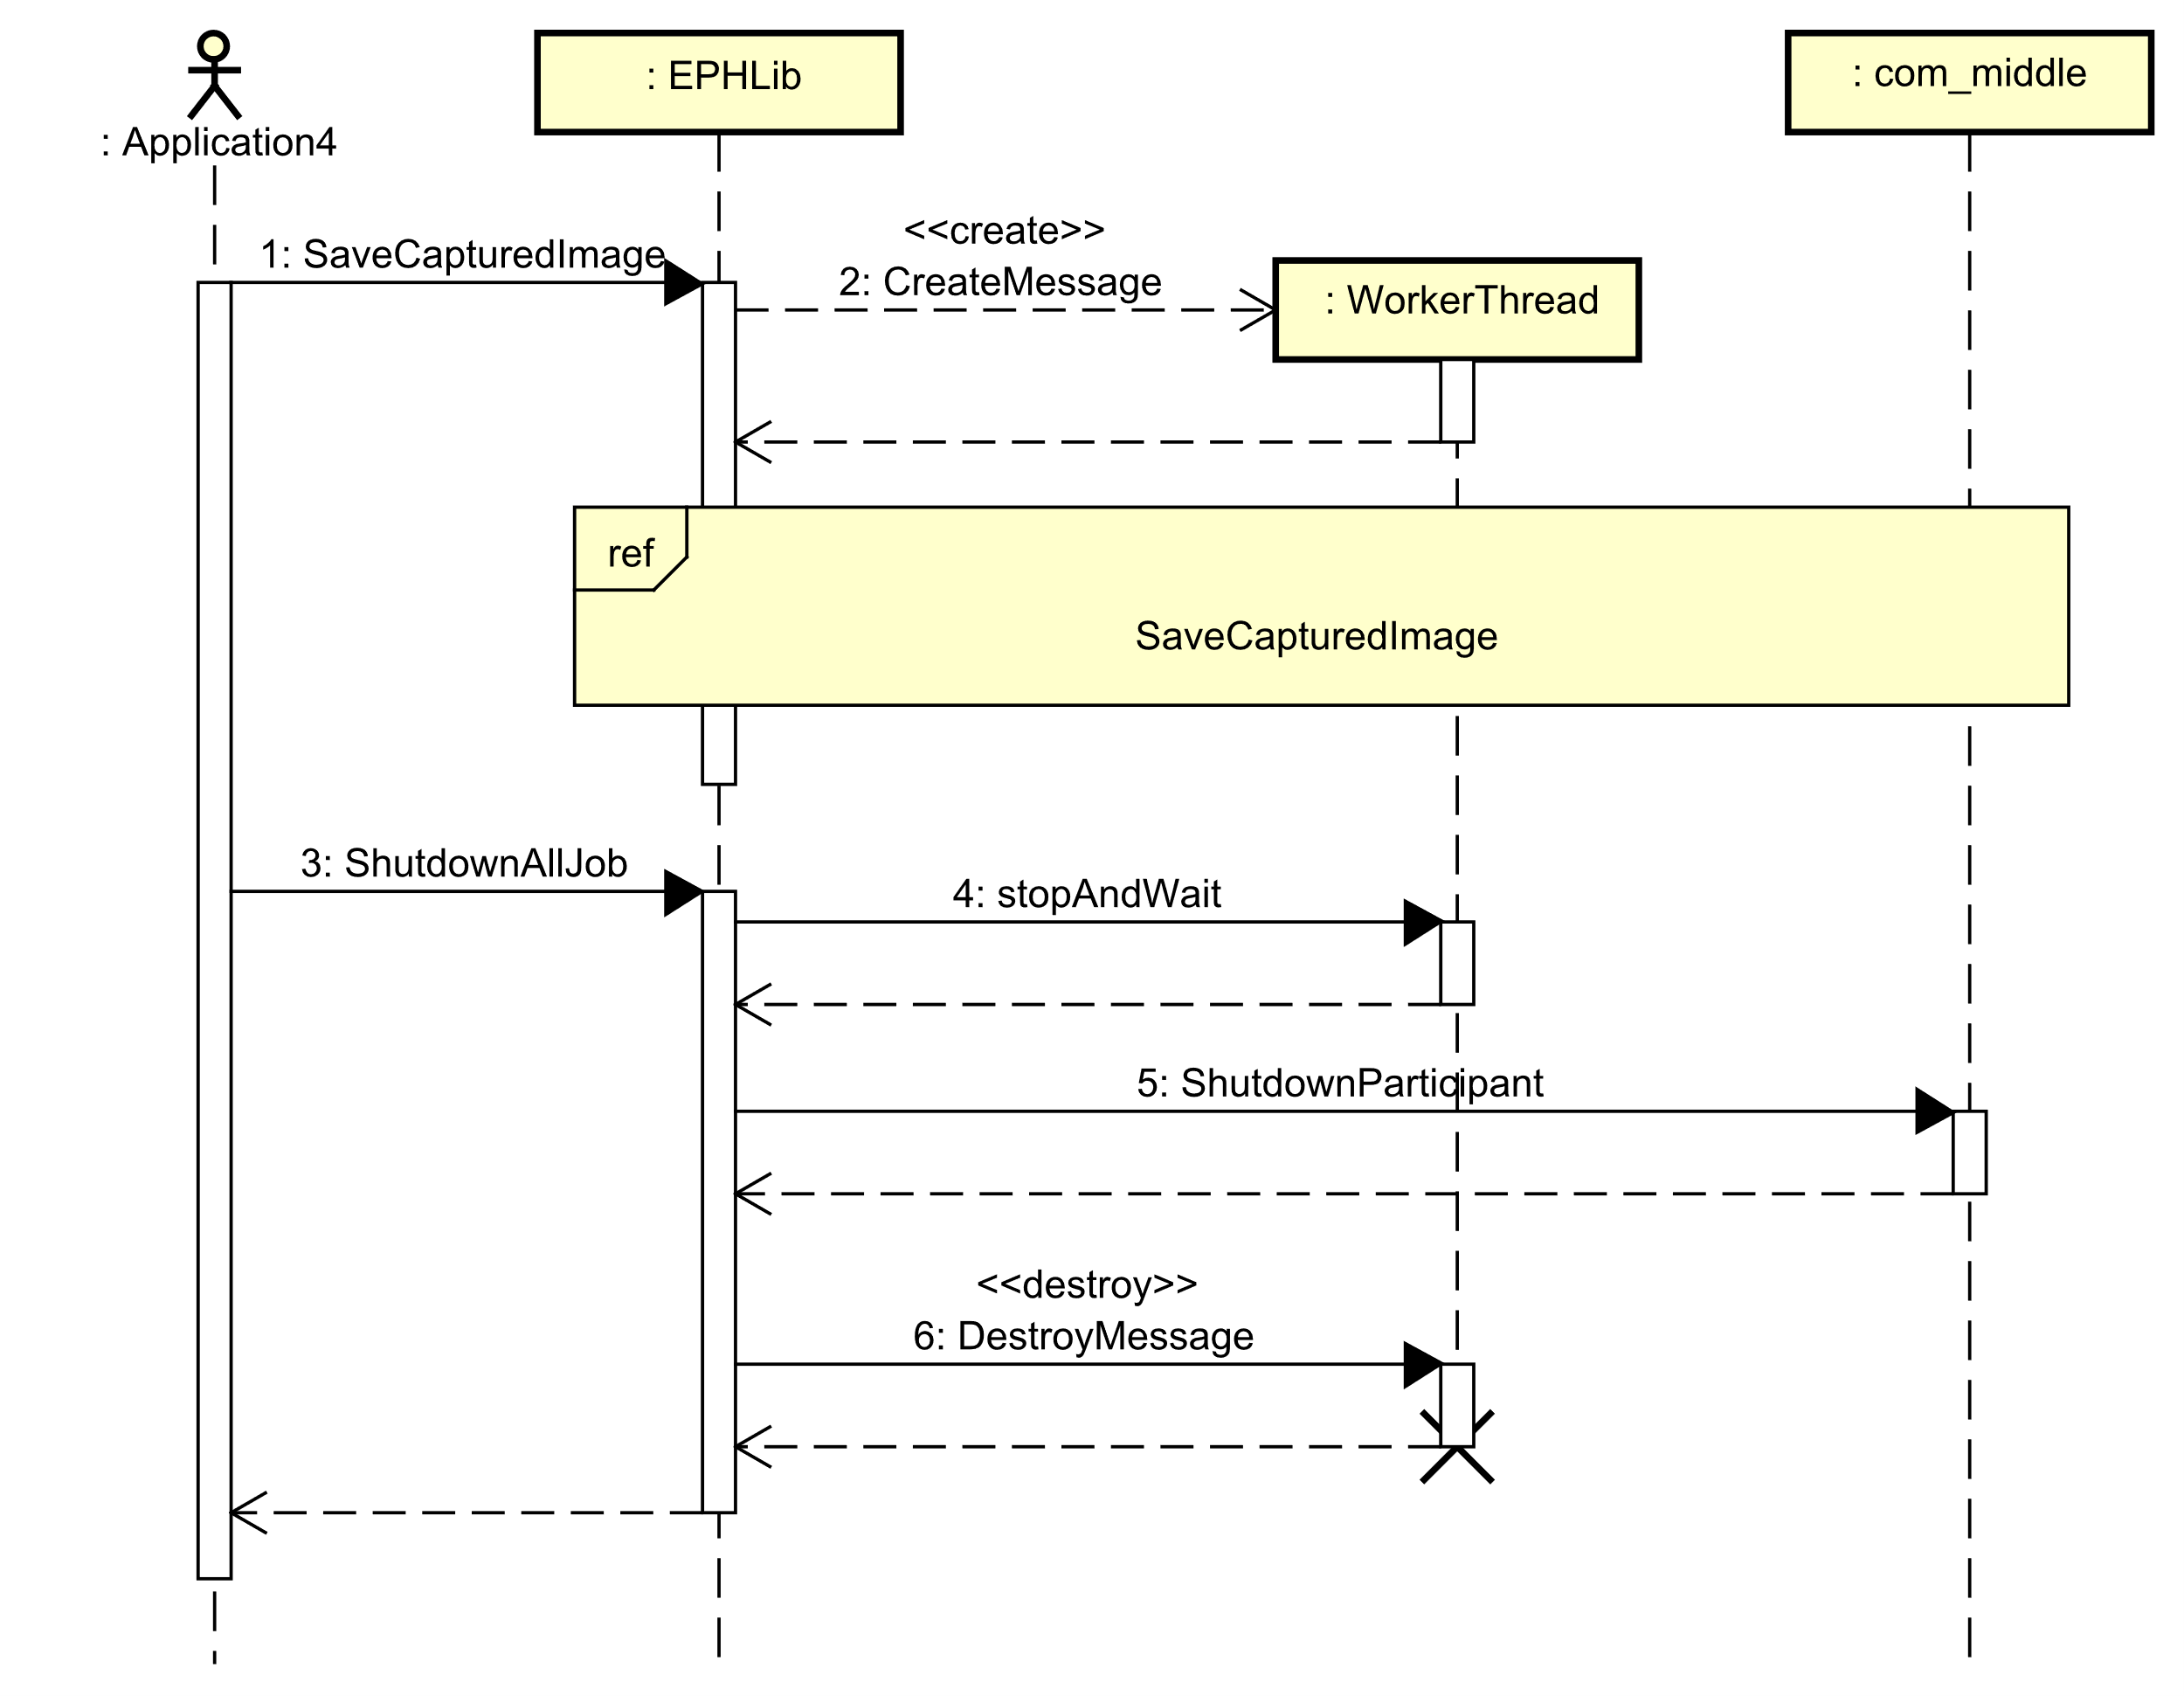 : Application4
: EPHLib
: com_middle
1: SaveCapturedImage
<<create>>
2: CreateMessage
: WorkerThread
ref
SaveCapturedImage
3: ShutdownAllJob
4: stopAndWait
5: ShutdownParticipant
<<destroy>>
6: DestroyMessage